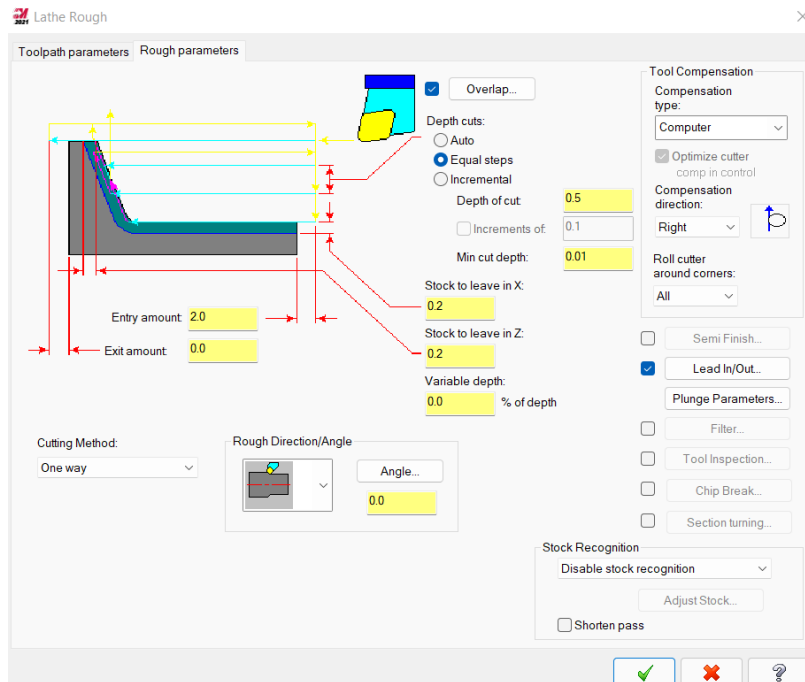 2021
Lathe Rough
Toolpath parameters
Rough parameters
Overlap...
Depth cuts:
Auto
Equal steps
Incremental
Depth of cut:
0.5
Increments of:
0.1
Min cut depth:
0.01
Stock to leave in X:
0.2
Stock to leave in Z:
0.2
Variable depth:
0.0
% of depth
Entry amount:
2.0
Exit amount:
0.0
Cutting Method:
One way
Rough Direction/Angle
Angle...
0.0
Tool Compensation
Compensation
type:
Computer
Optimize cutter
comp in control
Compensation
direction:
Right
Roll cutter
around corners:
All
Semi Finish...
Lead In/Out...
Plunge Parameters...
Filter...
Tool Inspection...
Chip Break...
Section turning...
Stock Recognition
Disable stock recognition
Adjust Stock...
Shorten pass